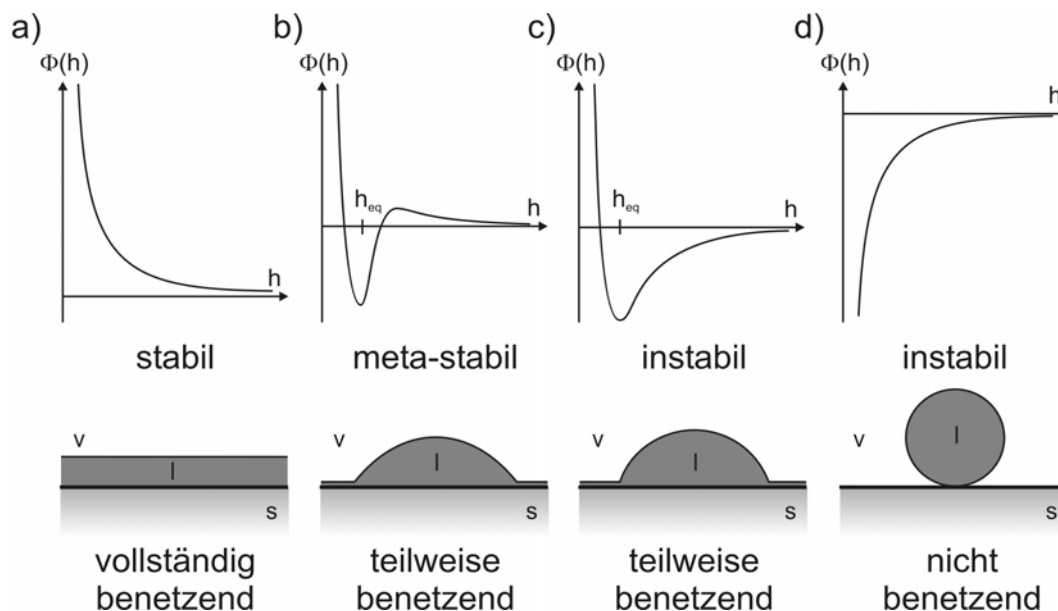 a)
Φ(h)
h
stabil
v
l
s
vollständig
benetzend
b)
Φ(h)
h_eq
h
meta-stabil
v
l
s
teilweise
benetzend
c)
Φ(h)
h_eq
h
instabil
v
l
s
teilweise
benetzend
d)
Φ(h)
h
instabil
v
l
s
nicht
benetzend